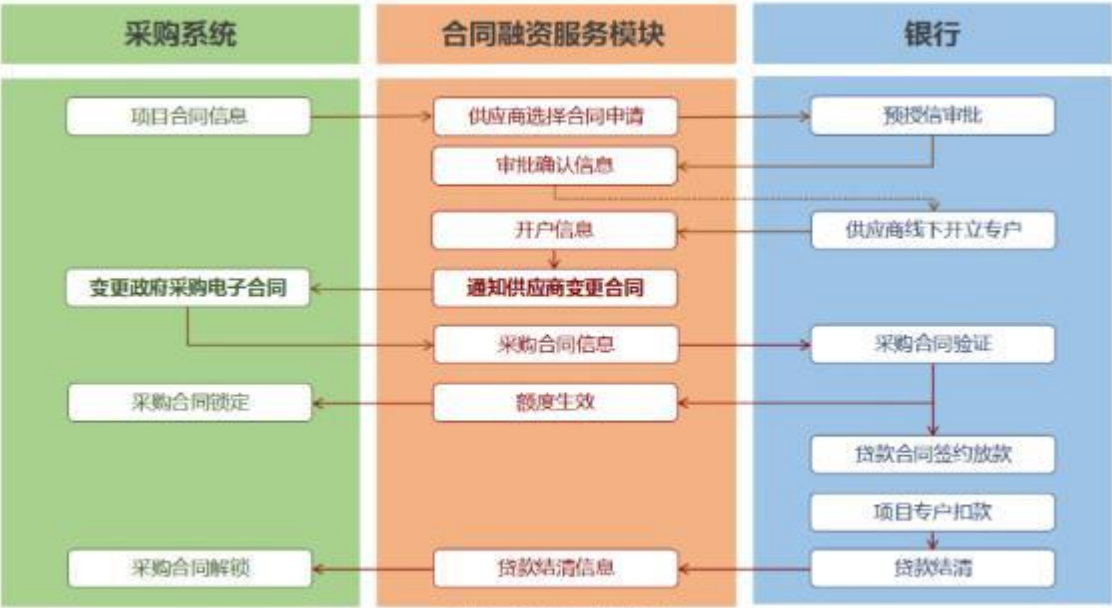 采购系统
合同融资服务模块
银行
项目合同信息
供应商选择合同申请
预授信审批
审批确认信息
开户信息
供应商线下开立专户
变更政府采购电子合同
通知供应商变更合同
采购合同信息
采购合同验证
采购合同锁定
额度生效
贷款合同签约放款
项目专户扣款
采购合同解锁
贷款结清信息
贷款结清